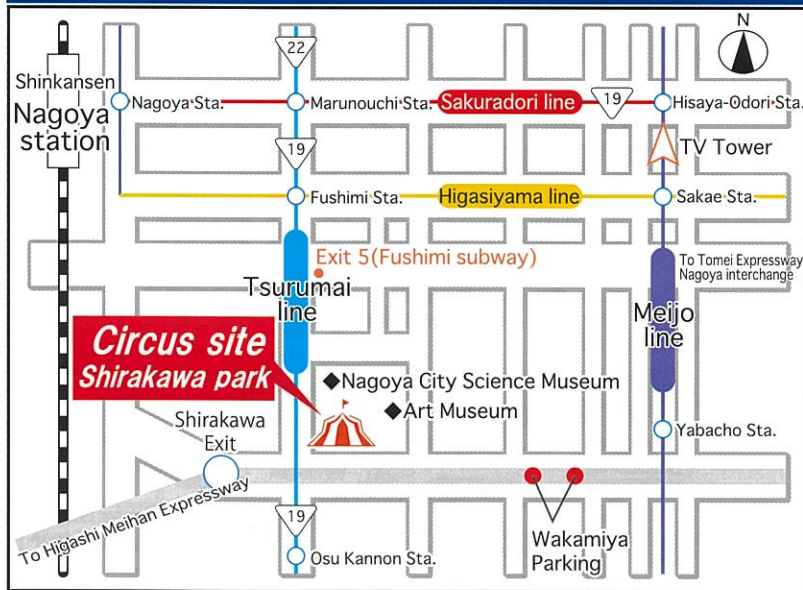 N
22
Shinkansen
Nagoya
station
Nagoya Sta.
Marunouchi Sta.
Sakuradori line
19
Hisaya-Odori Sta.
19
TV Tower
Fushimi Sta.
Higasiyama line
Sakae Sta.
Exit 5(Fushimi subway)
To Tomei Expressway
Nagoya interchange
Tsurumai
line
Meijo
line
Circus site
Shirakawa park
Nagoya City Science Museum
Art Museum
Shirakawa
Exit
Yabacho Sta.
To Higashi Meihan Expressway
19
Wakamiya
Parking
Osu Kannon Sta.